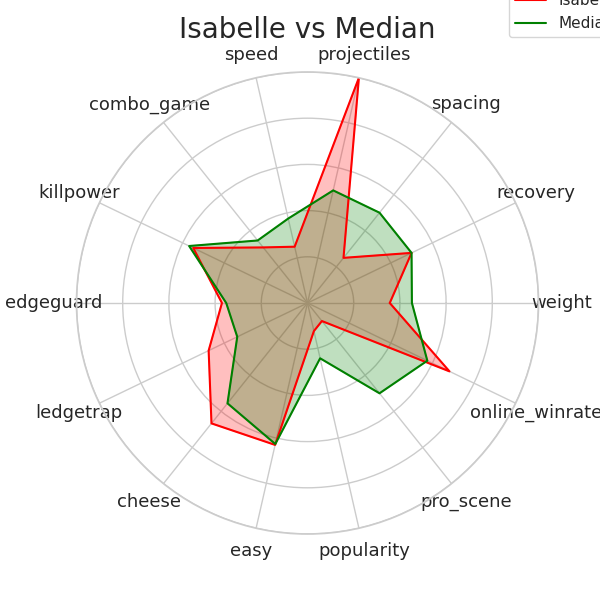 Isabelle vs Median
speed
projectiles
combo_game
spacing
killpower
recovery
edgeguard
weight
ledgetrap
online_winrate
cheese
pro_scene
easy
popularity